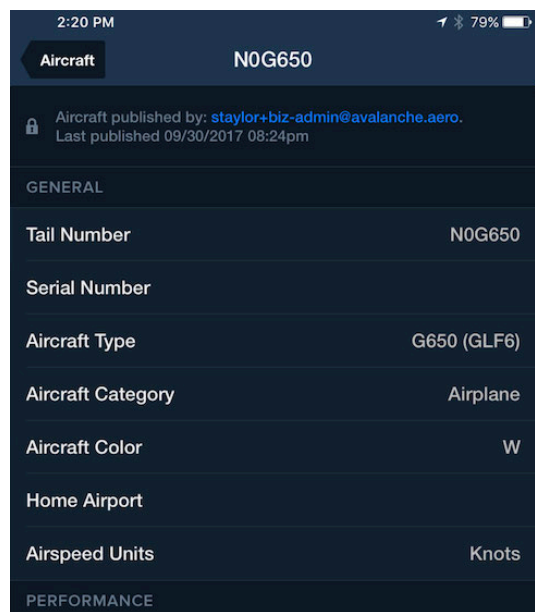 2:20 PM 79%
Aircraft N0G650
Aircraft published by: staylor+biz-admin@avalanche.aero.
Last published 09/30/2017 08:24pm
GENERAL
Tail Number N0G650
Serial Number
Aircraft Type G650 (GLF6)
Aircraft Category Airplane
Aircraft Color W
Home Airport
Airspeed Units Knots
PERFORMANCE